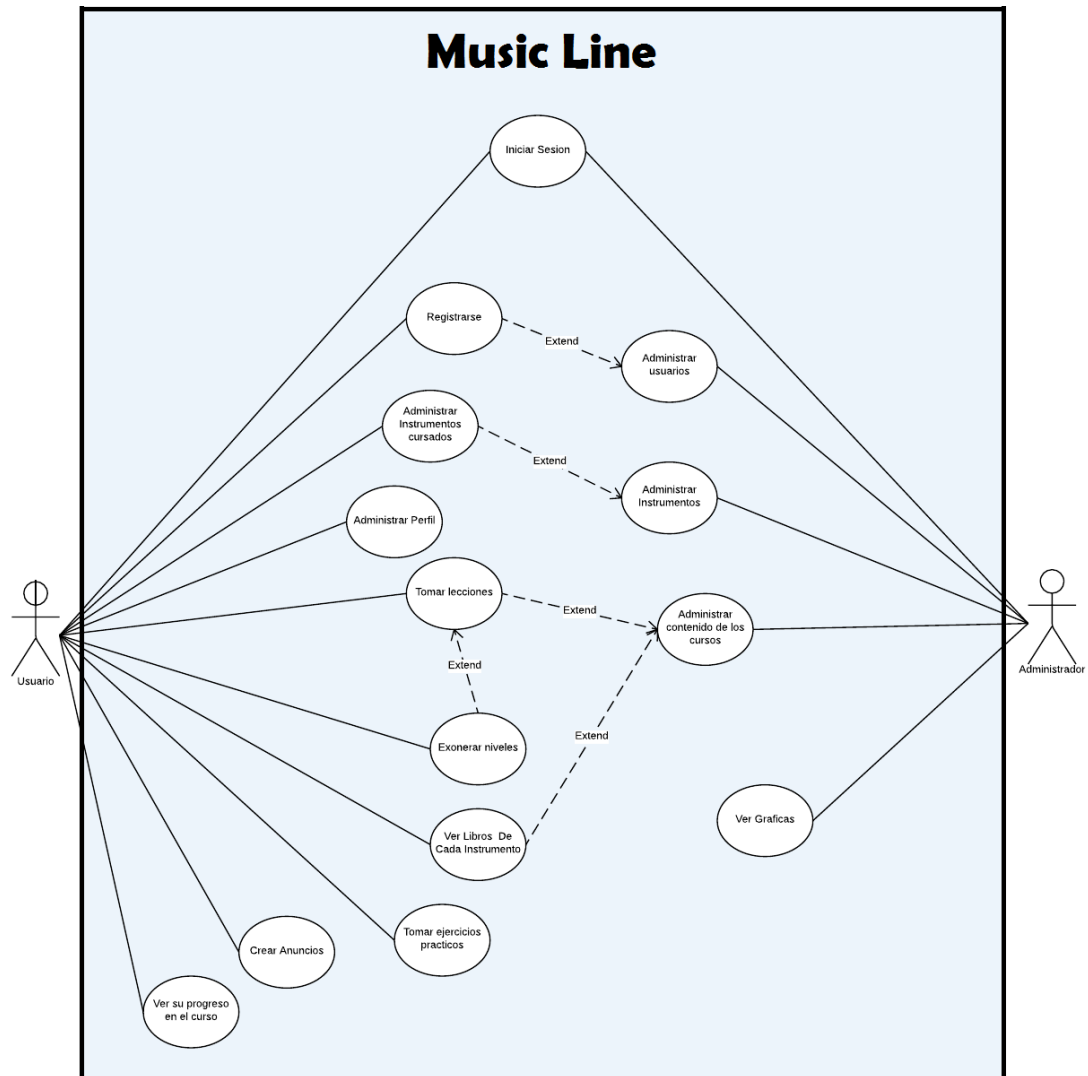 Music Line
Iniciar Sesion
Registrarse
Extend
Administrar
usuarios
Administrar
Instrumentos
cursados
Extend
Administrar
Instrumentos
Administrar Perfil
Tomar lecciones
Extend
Administrar
contenido de los
cursos
Usuario
Administrador
Extend
Exonerar niveles
Extend
Ver Graficas
Ver Libros De
Cada Instrumento
Tomar ejercicios
practicos
Crear Anuncios
Ver su progreso
en el curso